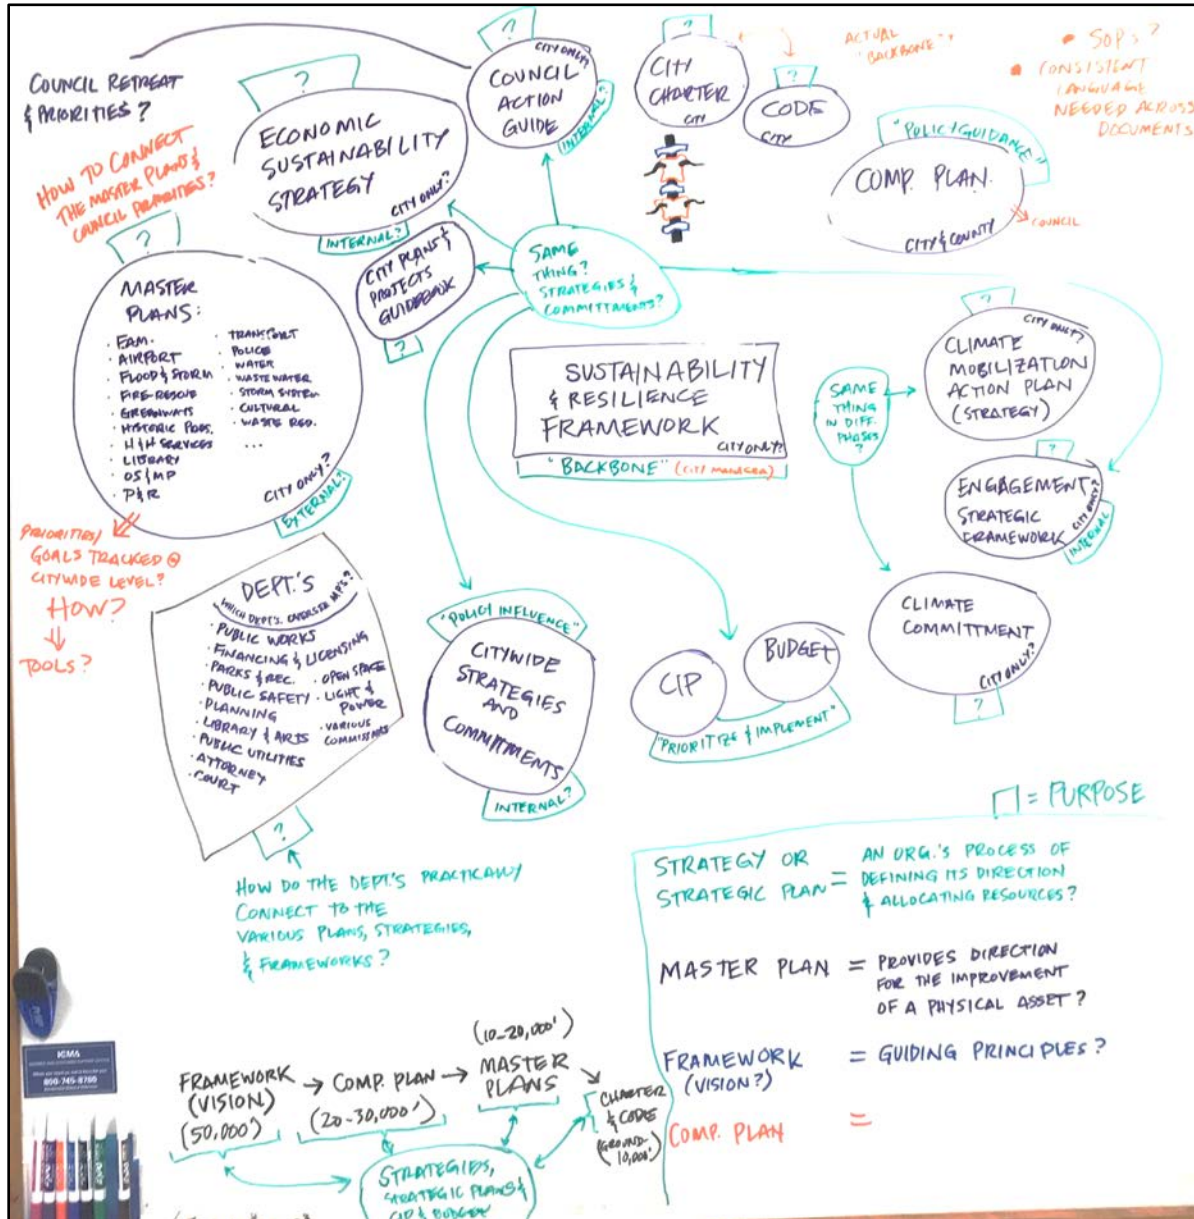 COUNCIL RETREAT
& PRIORITIES?
HOW TO CONNECT
THE MASTER PLANS &
COUNCIL PRIORITIES?
?
ECONOMIC
SUSTAINABILITY
STRATEGY
CITY ONLY?
INTERNAL?
?
CITY ONLY?
COUNCIL
ACTION
GUIDE
INTERNAL?
?
CITY
CHARTER
CITY
?
CODE
CITY
ACTUAL
"BACKBONE"?
• SOPs?
• CONSISTENT
LANGUAGE
NEEDED ACROSS
DOCUMENTS
"POLICY GUIDANCE"
COMP. PLAN.
CITY & COUNTY
COUNCIL
?
MASTER
PLANS:
• FAM.
• AIRPORT
• FLOOD & STORM
• FIRE-RESCUE
• GREENWAYS
• HISTORIC PODS.
• H&H SERVICES
• LIBRARY
• OS&MP
• P&R
• TRANSPORT
• POLICE
• WATER
• WASTEWATER
• STORM SYSTEM
• CULTURAL
• WASTE RED.
...
CITY ONLY?
EXTERNAL?
CITY PLANS &
PROJECTS
GUIDEBOOK
?
SAME
THING?
STRATEGIES &
COMMITTMENTS?
SUSTAINABILITY
& RESILIENCE
FRAMEWORK
CITY ONLY?
"BACKBONE" (CITY MANAGER)
SAME
THING
IN DIFF.
PHASES
?
?
CITY ONLY?
CLIMATE
MOBILIZATION
ACTION PLAN
(STRATEGY)
?
ENGAGEMENT
STRATEGIC
FRAMEWORK
CITY ONLY?
INTERNAL
CLIMATE
COMMITTMENT
CITY ONLY?
?
PRIORITIES/
GOALS TRACKED @
CITYWIDE LEVEL?
HOW?
TOOLS?
DEPT.'S
WHICH DEPT'S. OVERSEE MP'S?
• PUBLIC WORKS
• FINANCING & LICENSING
• PARKS & REC.
• OPEN SPACE
• PUBLIC SAFETY
• LIGHT &
POWER
• PLANNING
• LIBRARY & ARTS
• VARIOUS
• PUBLIC UTILITIES
• ATTORNEY
• COURT
?
HOW DO THE DEPT.'S PRACTICALLY
CONNECT TO THE
VARIOUS PLANS, STRATEGIES,
& FRAMEWORKS?
"POLICY INFLUENCE"
CITYWIDE
STRATEGIES
AND
COMMITTMENTS
INTERNAL?
CIP
BUDGET
"PRIORITIZE & IMPLEMENT"
= PURPOSE
STRATEGY OR
STRATEGIC PLAN = AN ORG.'S PROCESS OF
DEFINING ITS DIRECTION
& ALLOCATING RESOURCES?
MASTER PLAN = PROVIDES DIRECTION
FOR THE IMPROVEMENT
OF A PHYSICAL ASSET?
FRAMEWORK = GUIDING PRINCIPLES?
(VISION?)
COMP. PLAN =
FRAMEWORK
(VISION)
(50,000')
COMP. PLAN
(20-30,000')
(10-20,000')
MASTER
PLANS
CHARTER
& CODE
(GROUND-
10,000')
STRATEGIES,
STRATEGIC PLANS &
CIP & BUDGET
ICMA
800-745-8780